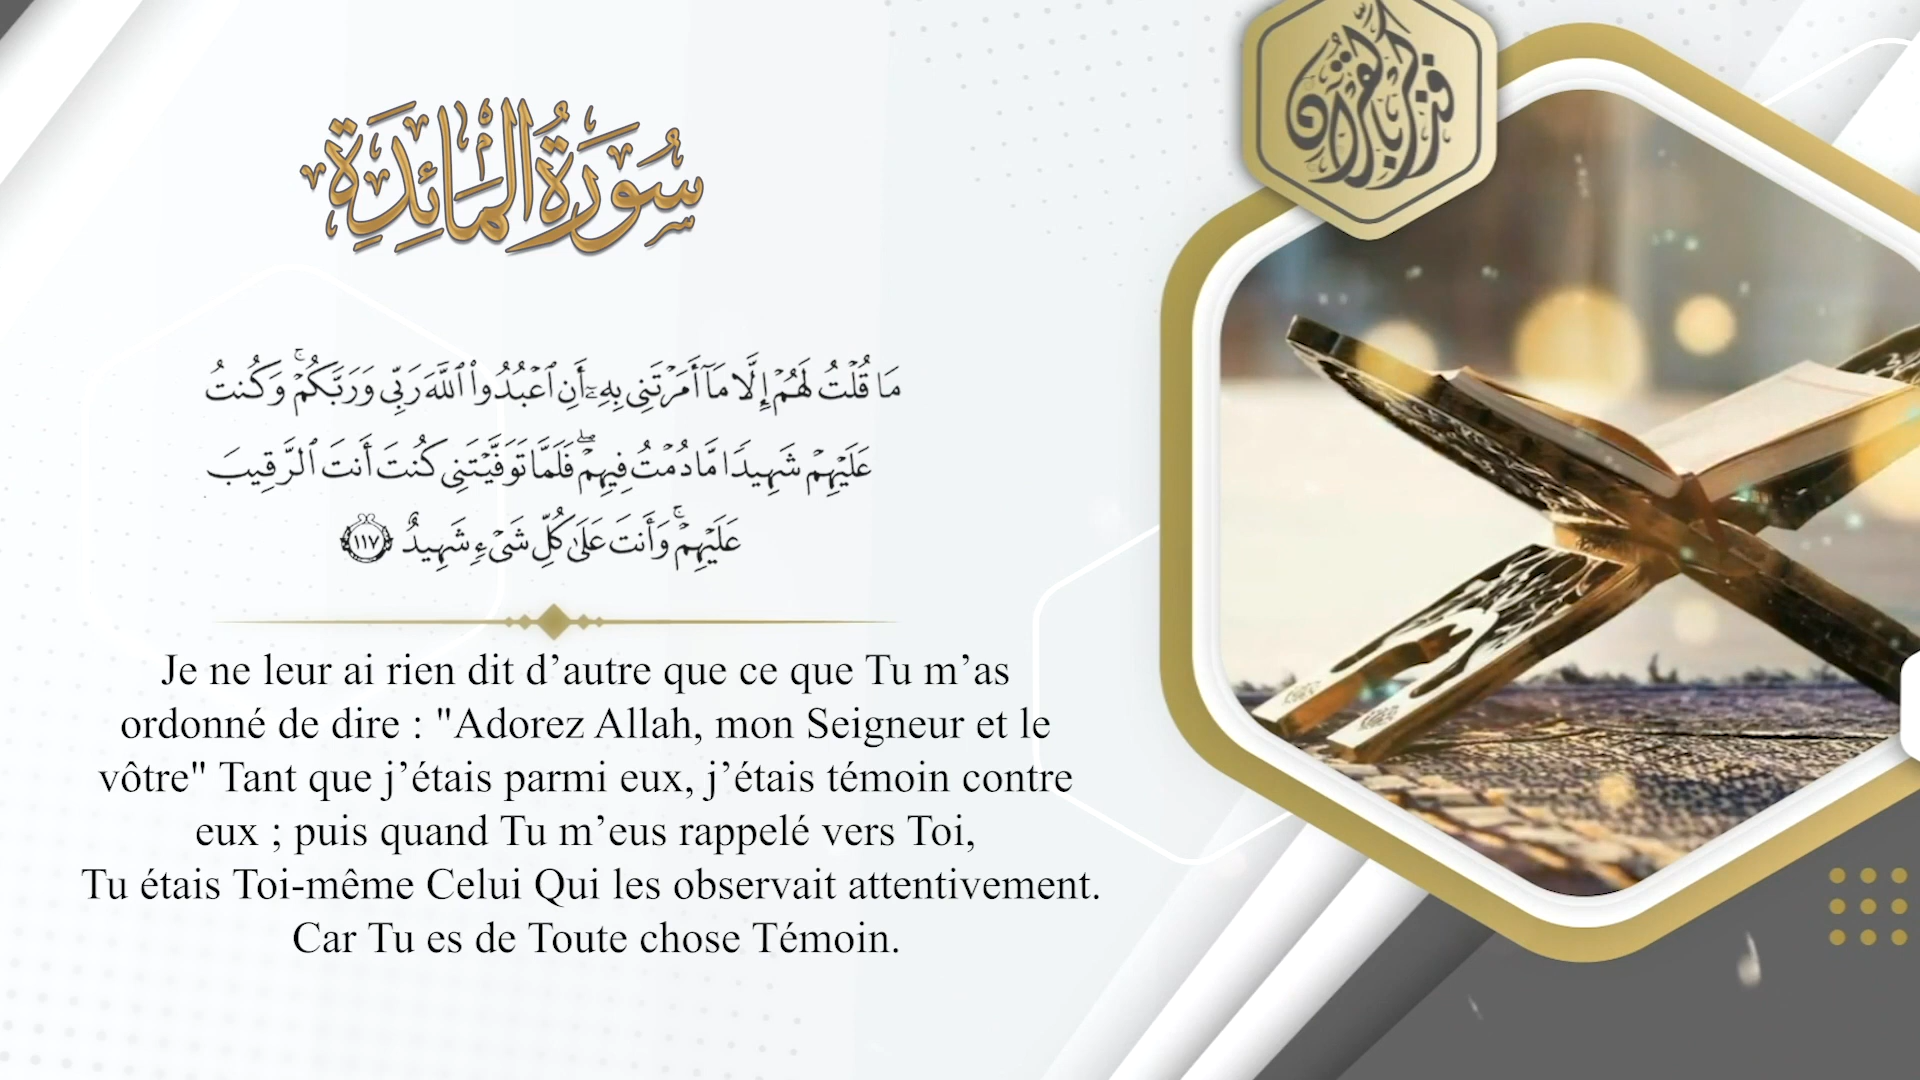 فذكر بالقرآن
سُورَةُ المَائِدَةِ
مَا قُلْتُ لَهُمْ إِلَّا مَآ أَمَرْتَنِى بِهِۦٓ أَنِ ٱعْبُدُوا۟ ٱللَّهَ رَبِّى وَرَبَّكُمْ ۚ وَكُنتُ
عَلَيْهِمْ شَهِيدًا مَّا دُمْتُ فِيهِمْ ۖ فَلَمَّا تَوَفَّيْتَنِى كُنتَ أَنتَ ٱلرَّقِيبَ
عَلَيْهِمْ ۚ وَأَنتَ عَلَىٰ كُلِّ شَىْءٍ شَهِيدٌ ١١٧
Je ne leur ai rien dit d’autre que ce que Tu m’as
ordonné de dire : "Adorez Allah, mon Seigneur et le
vôtre" Tant que j’étais parmi eux, j’étais témoin contre
eux ; puis quand Tu m’eus rappelé vers Toi,
Tu étais Toi-même Celui Qui les observait attentivement.
Car Tu es de Toute chose Témoin.